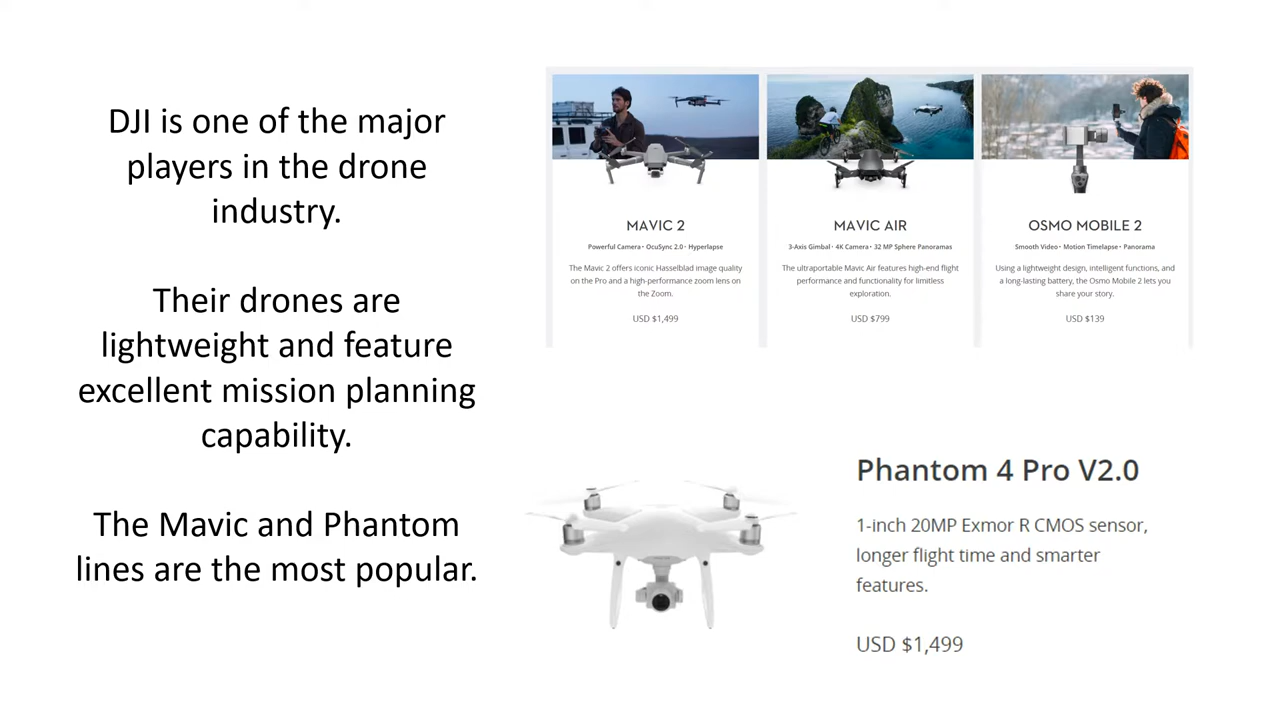 DJI is one of the major
players in the drone
industry.
Their drones are
lightweight and feature
excellent mission planning
capability.
The Mavic and Phantom
lines are the most popular.
MAVIC 2
Powerful Camera · OcuSync 2.0 · Hyperlapse
The Mavic 2 offers iconic Hasselblad image quality
on the Pro and a high-performance zoom lens on
the Zoom.
USD $1,499
MAVIC AIR
3-Axis Gimbal · 4K Camera · 32 MP Sphere Panoramas
The ultraportable Mavic Air features high-end flight
performance and functionality for limitless
exploration.
USD $799
OSMO MOBILE 2
Smooth Video · Motion Timelapse · Panorama
Using a lightweight design, intelligent functions, and
a long-lasting battery, the Osmo Mobile 2 lets you
share your story.
USD $139
Phantom 4 Pro V2.0
1-inch 20MP Exmor R CMOS sensor,
longer flight time and smarter
features.
USD $1,499